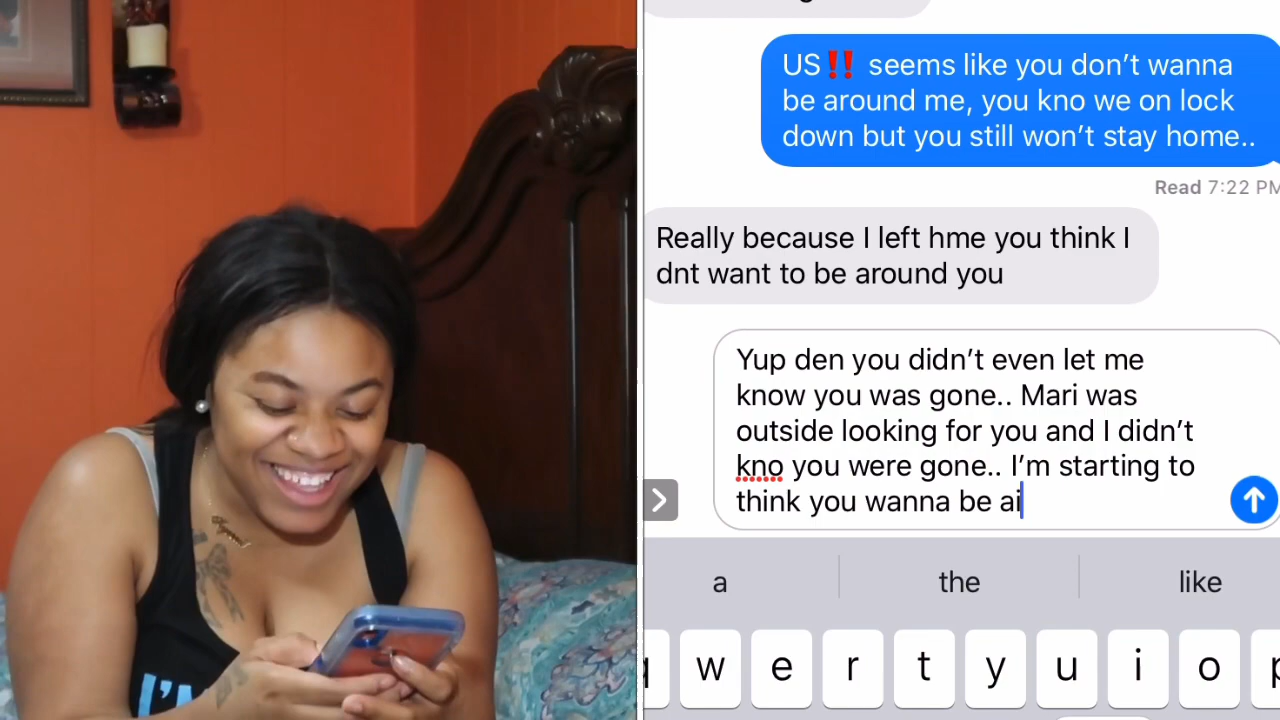 US‼️ seems like you don't wanna
be around me, you kno we on lock
down but you still won't stay home..
Read 7:22 PM
Really because I left hme you think I
dnt want to be around you
Yup den you didn't even let me
know you was gone.. Mari was
outside looking for you and I didn't
kno you were gone.. I'm starting to
think you wanna be ai
a the like
w e r t y u i o p
I'M